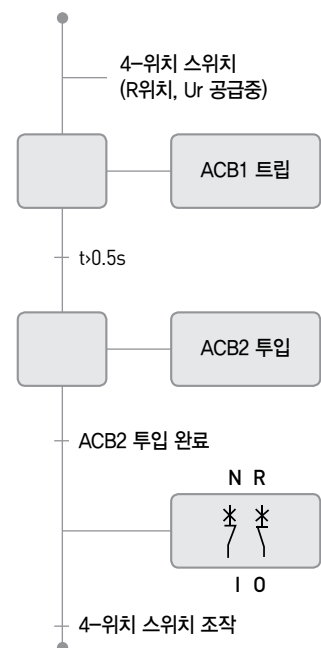 4-위치 스위치
(R위치, Ur 공급중)
ACB1 트립
t>0.5s
ACB2 투입
ACB2 투입 완료
N R
I O
4-위치 스위치 조작